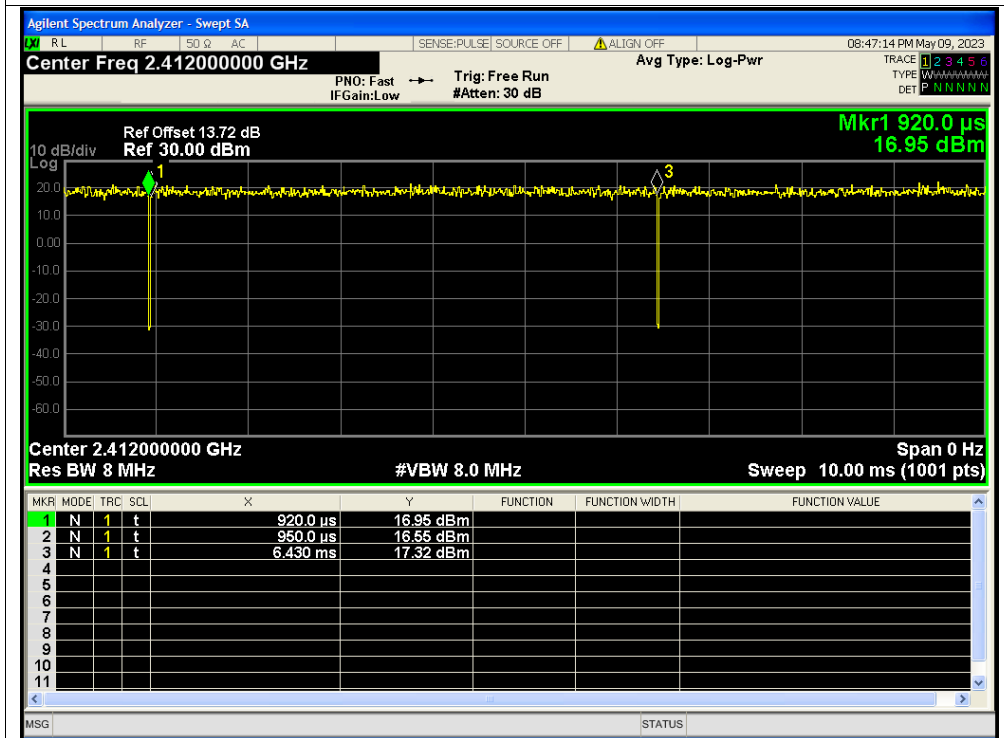 Agilent Spectrum Analyzer - Swept SA
LXI RL RF 50 Ω AC SENSE:PULSE SOURCE OFF ALIGN OFF 08:47:14 PM May 09, 2023
Center Freq 2.412000000 GHz
PNO: Fast
IFGain:Low
Trig: Free Run
#Atten: 30 dB
Avg Type: Log-Pwr
TRACE 1 2 3 4 5 6
TYPE WWWWWW
DET P N N N N N
Mkr1 920.0 µs
16.95 dBm
Ref Offset 13.72 dB
10 dB/div Ref 30.00 dBm
Log
1
3
20.0
10.0
0.00
-10.0
-20.0
-30.0
-40.0
-50.0
-60.0
Center 2.412000000 GHz Span 0 Hz
Res BW 8 MHz #VBW 8.0 MHz Sweep 10.00 ms (1001 pts)
MKR MODE TRC SCL X Y FUNCTION FUNCTION WIDTH FUNCTION VALUE
1 N 1 t 920.0 µs 16.95 dBm
2 N 1 t 950.0 µs 16.55 dBm
3 N 1 t 6.430 ms 17.32 dBm
4
5
6
7
8
9
10
11
MSG STATUS